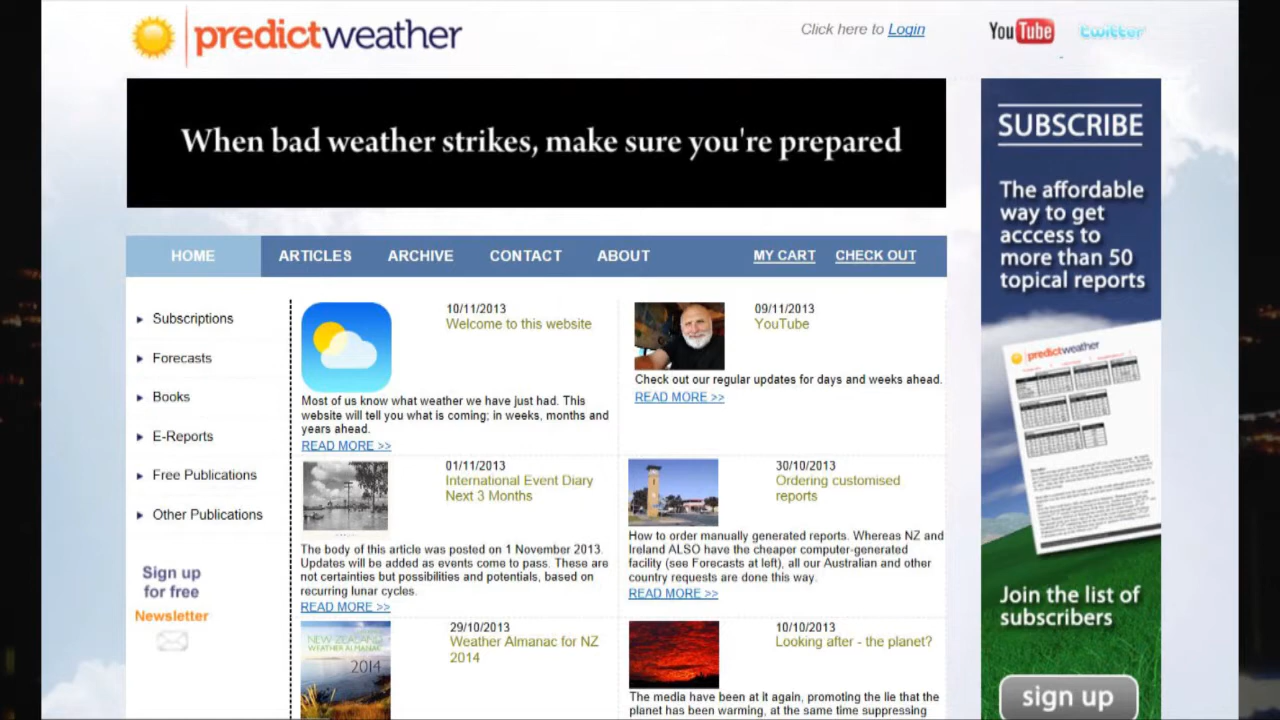 predictweather
Click here to Login
YouTube
twitter
When bad weather strikes, make sure you're prepared
HOME
ARTICLES
ARCHIVE
CONTACT
ABOUT
MY CART
CHECK OUT
Subscriptions
Forecasts
Books
E-Reports
Free Publications
Other Publications
Sign up
for free
Newsletter
10/11/2013
Welcome to this website
Most of us know what weather we have just had. This
website will tell you what is coming; in weeks, months and
years ahead.
READ MORE >>
09/11/2013
YouTube
Check out our regular updates for days and weeks ahead.
READ MORE >>
01/11/2013
International Event Diary
Next 3 Months
The body of this article was posted on 1 November 2013.
Updates will be added as events come to pass. These are
not certainties but possibilities and potentials, based on
recurring lunar cycles.
READ MORE >>
30/10/2013
Ordering customised
reports
How to order manually generated reports. Whereas NZ and
Ireland ALSO have the cheaper computer-generated
facility (see Forecasts at left), all our Australian and other
country requests are done this way.
READ MORE >>
NEW ZEALAND
WEATHER ALMANAC
2014
29/10/2013
Weather Almanac for NZ
2014
10/10/2013
Looking after - the planet?
The media have been at it again, promoting the lie that the
planet has been warming, at the same time suppressing
SUBSCRIBE
The affordable
way to get
acccess to
more than 50
topical reports
predictweather
Join the list of
subscribers
sign up